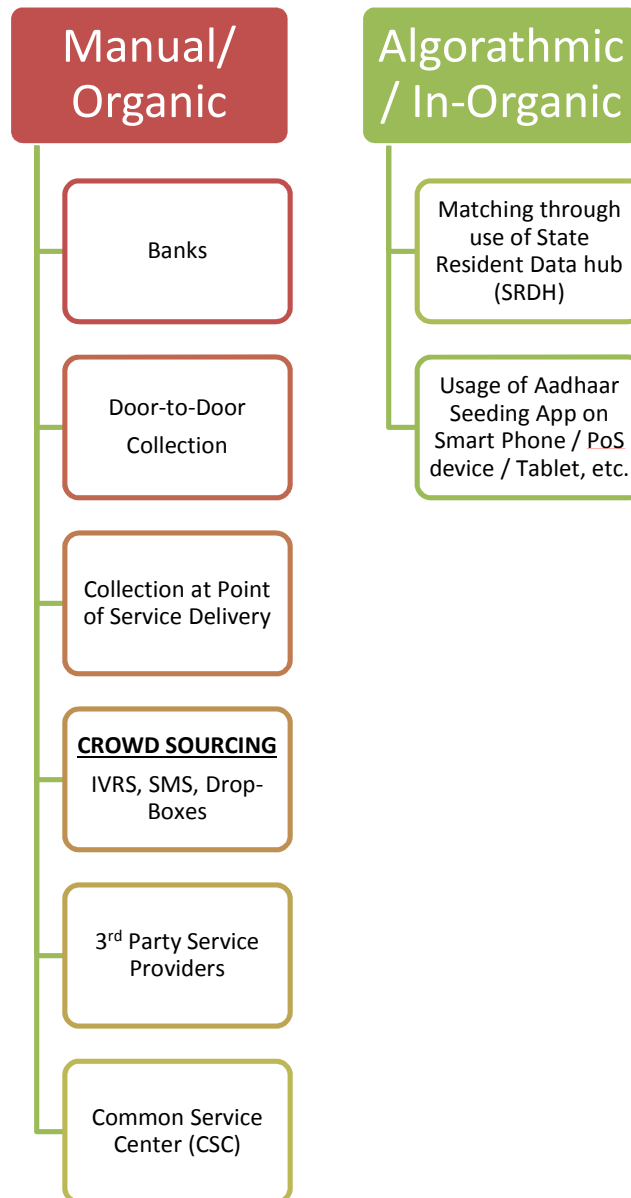 Manual/
Organic
Banks
Door-to-Door
Collection
Collection at Point
of Service Delivery
CROWD SOURCING
IVRS, SMS, Drop-
Boxes
3rd Party Service
Providers
Common Service
Center (CSC)
Algorathmic
/ In-Organic
Matching through
use of State
Resident Data hub
(SRDH)
Usage of Aadhaar
Seeding App on
Smart Phone / PoS
device / Tablet, etc.